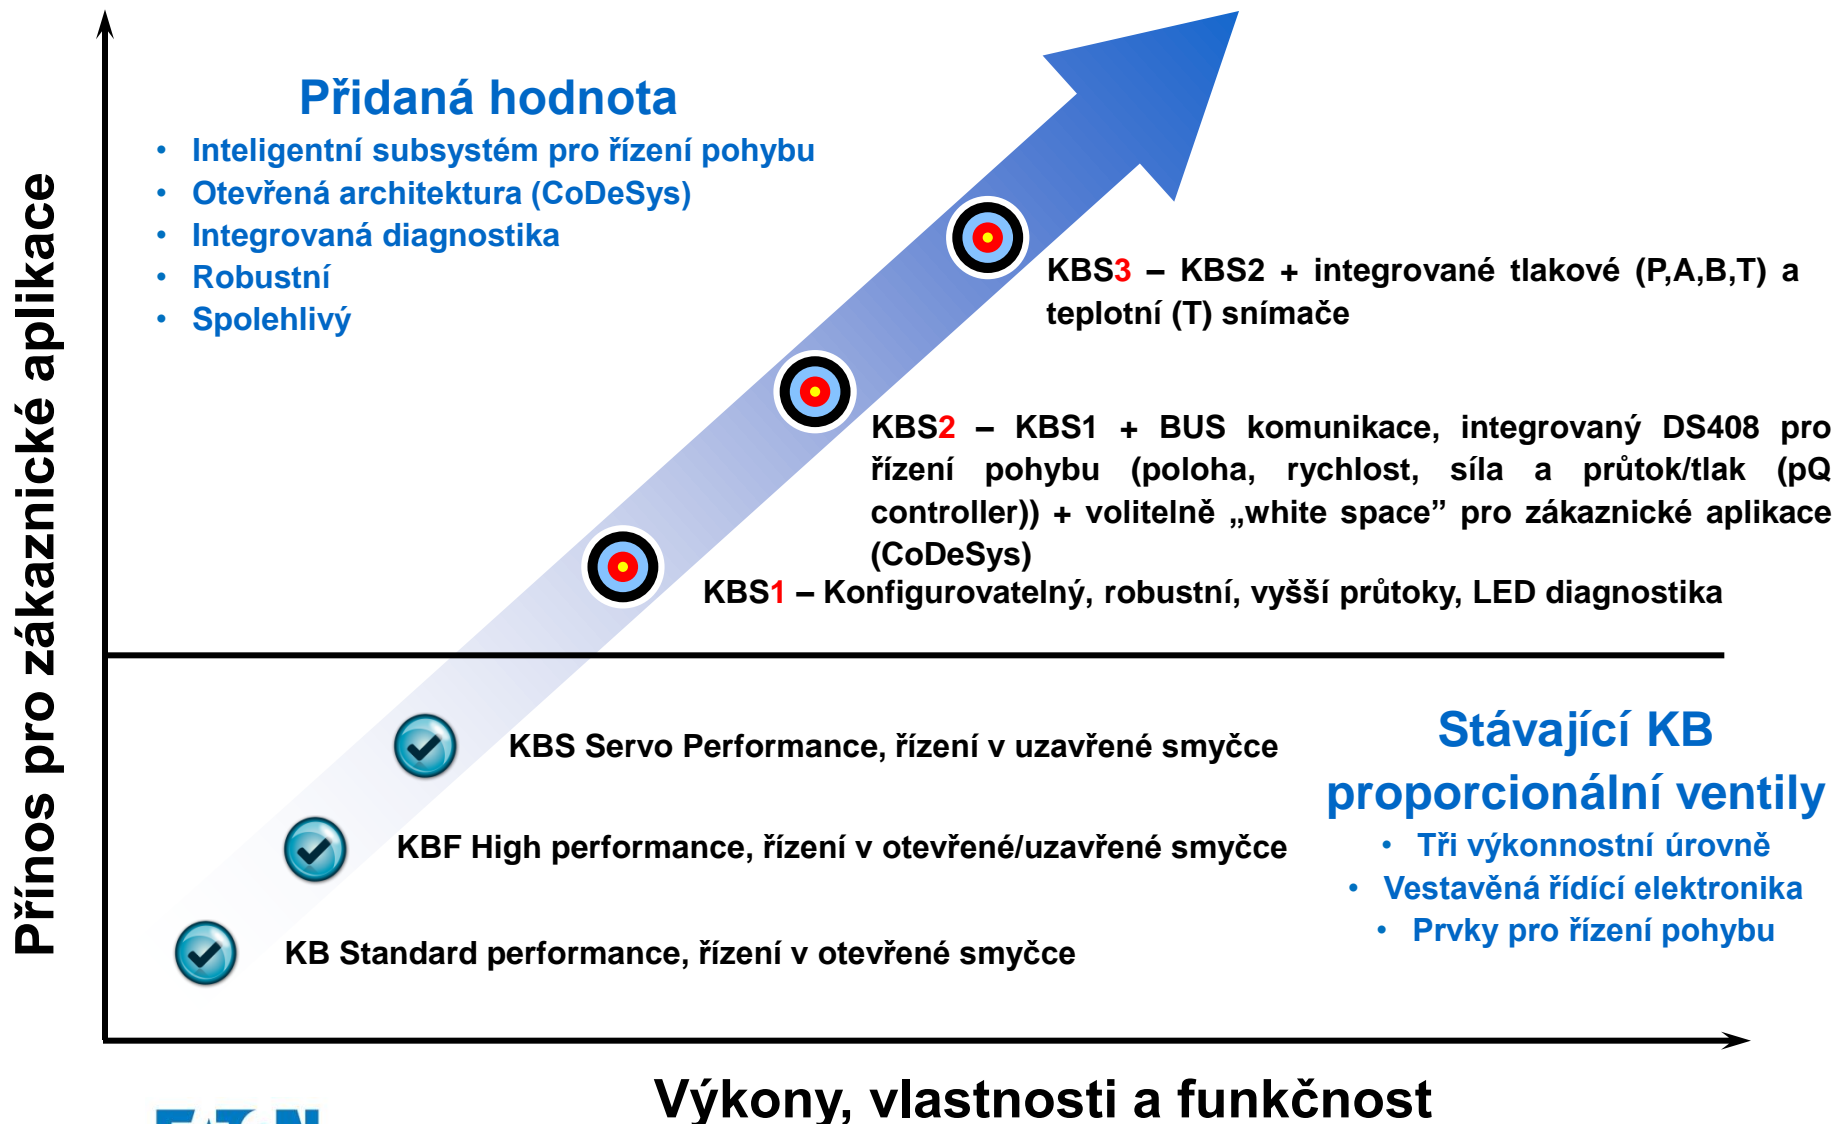 Přínos pro zákaznické aplikace
Přidaná hodnota
• Inteligentní subsystém pro řízení pohybu
• Otevřená architektura (CoDeSys)
• Integrovaná diagnostika
• Robustní
• Spolehlivý
KBS3 – KBS2 + integrované tlakové (P,A,B,T) a
teplotní (T) snímače
KBS2 – KBS1 + BUS komunikace, integrovaný DS408 pro
řízení pohybu (poloha, rychlost, síla a průtok/tlak (pQ
controller)) + volitelně „white space” pro zákaznické aplikace
(CoDeSys)
KBS1 – Konfigurovatelný, robustní, vyšší průtoky, LED diagnostika
KBS Servo Performance, řízení v uzavřené smyčce
KBF High performance, řízení v otevřené/uzavřené smyčce
KB Standard performance, řízení v otevřené smyčce
Stávající KB
proporcionální ventily
• Tři výkonnostní úrovně
• Vestavěná řídící elektronika
• Prvky pro řízení pohybu
Výkony, vlastnosti a funkčnost
EATON